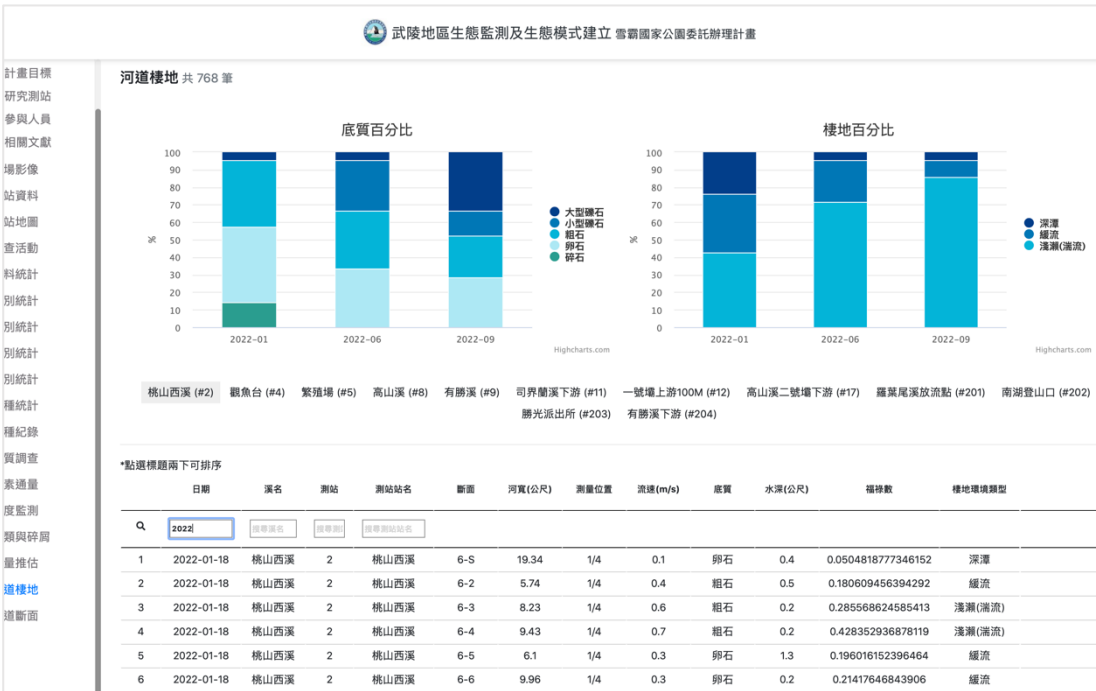 武陵地區生態監測及生態模式建立 雪霸國家公園委託辦理計畫
計畫目標
研究測站
參與人員
相關文獻
場影像
站資料
站地圖
查活動
料統計
別統計
別統計
別統計
別統計
種統計
種紀錄
質調查
素通量
度監測
類與碎屑
量推估
道棲地
道斷面
河道棲地 共 768 筆
底質百分比
100
90
80
70
60
50
40
30
20
10
0
%
2022-01 2022-06 2022-09
大型礫石
小型礫石
粗石
卵石
碎石
Highcharts.com
棲地百分比
100
90
80
70
60
50
40
30
20
10
0
%
2022-01 2022-06 2022-09
深潭
緩流
淺瀨(湍流)
Highcharts.com
桃山西溪 (#2) 觀魚台 (#4) 繁殖場 (#5) 高山溪 (#8) 有勝溪 (#9) 司界蘭溪下游 (#11) 一號壩上游100M (#12) 高山溪二號壩下游 (#17) 羅葉尾溪放流點 (#201) 南湖登山口 (#202)
勝光派出所 (#203) 有勝溪下游 (#204)
*點選標題兩下可排序
日期 溪名 測站 測站站名 斷面 河寬(公尺) 測量位置 流速(m/s) 底質 水深(公尺) 福祿數 棲地環境類型
2022 搜尋溪名 搜尋測 搜尋測站站名
1 2022-01-18 桃山西溪 2 桃山西溪 6-S 19.34 1/4 0.1 卵石 0.4 0.0504818777346152 深潭
2 2022-01-18 桃山西溪 2 桃山西溪 6-2 5.74 1/4 0.4 粗石 0.5 0.180609456394292 緩流
3 2022-01-18 桃山西溪 2 桃山西溪 6-3 8.23 1/4 0.6 粗石 0.2 0.285568624585413 淺瀨(湍流)
4 2022-01-18 桃山西溪 2 桃山西溪 6-4 9.43 1/4 0.7 粗石 0.2 0.428352936878119 淺瀨(湍流)
5 2022-01-18 桃山西溪 2 桃山西溪 6-5 6.1 1/4 0.3 卵石 1.3 0.196016152396464 緩流
6 2022-01-18 桃山西溪 2 桃山西溪 6-6 9.96 1/4 0.3 卵石 0.2 0.21417646843906 緩流